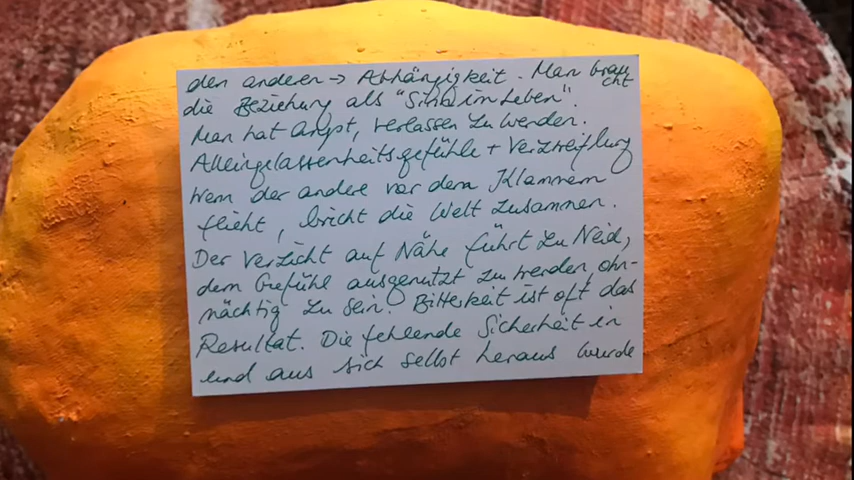 den anderen → Abhängigkeit. Man braucht
die Beziehung als "Sinn im Leben".
Man hat Angst, verlassen zu werden.
Alleingelassenheitsgefühle + Verzweiflung
wenn der andere vor dem Klammern
flieht, bricht die Welt zusammen.
Der Verzicht auf Nähe führt zu Neid,
dem Gefühl ausgenutzt zu werden, ohn-
mächtig zu sein. Bitterkeit ist oft das
Resultat. Die fehlende Sicherheit in
und aus sich selbst heraus wurde